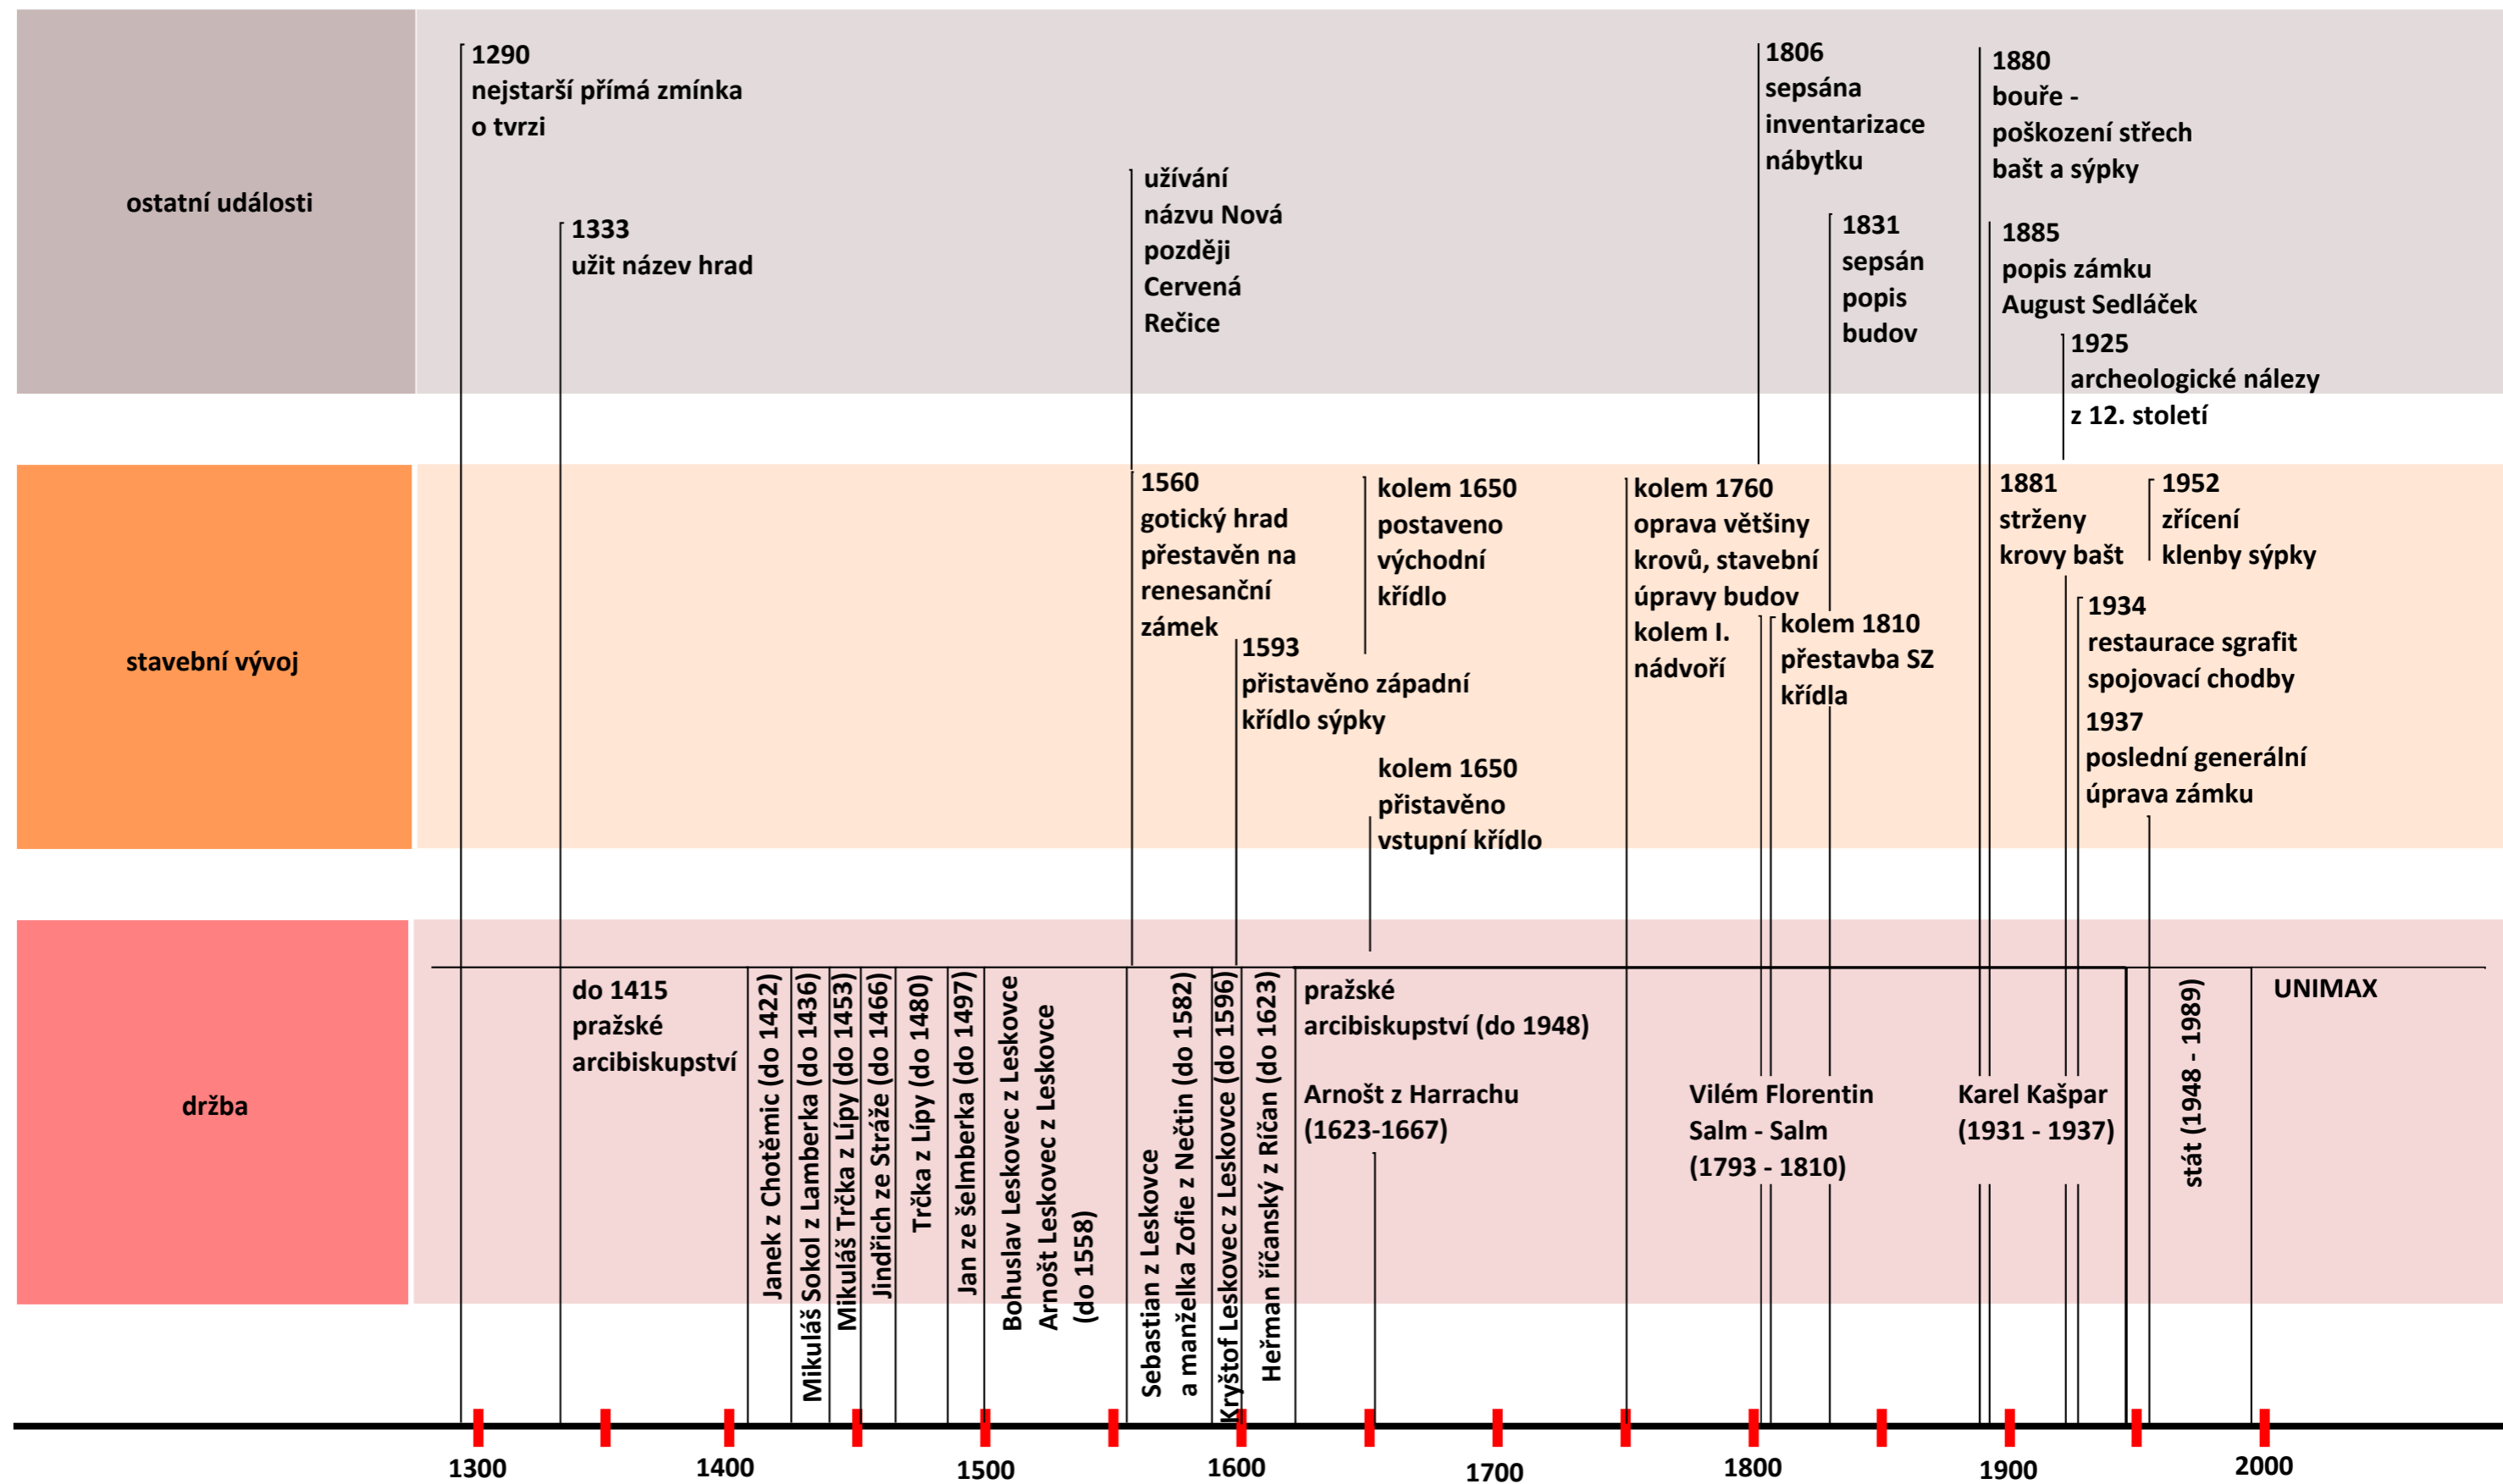 ostatní události
1290
nejstarší přímá zmínka
o tvrzi
1333
užit název hrad
užívání
názvu Nová
později
Cervená
Rečice
1806
sepsána
inventarizace
nábytku
1831
sepsán
popis
budov
1880
bouře -
poškození střech
bašt a sýpky
1885
popis zámku
August Sedláček
1925
archeologické nálezy
z 12. století
stavební vývoj
1560
gotický hrad
přestavěn na
renesanční
zámek
1593
přistavěno západní
křídlo sýpky
kolem 1650
postaveno
východní
křídlo
kolem 1650
přistavěno
vstupní křídlo
kolem 1760
oprava většiny
krovů, stavební
úpravy budov
kolem I.
nádvoří
kolem 1810
přestavba SZ
křídla
1881
strženy
krovy bašt
1952
zřícení
klenby sýpky
1934
restaurace sgrafit
spojovací chodby
1937
poslední generální
úprava zámku
držba
do 1415
pražské
arcibiskupství
Janek z Chotěmic (do 1422)
Mikuláš Sokol z Lamberka (do 1436)
Mikuláš Trčka z Lípy (do 1453)
Jindřich ze Stráže (do 1466)
Trčka z Lípy (do 1480)
Jan ze šelmberka (do 1497)
Bohuslav Leskovec z Leskovce
Arnošt Leskovec z Leskovce
(do 1558)
Sebastian z Leskovce
a manželka Zofie z Nečtin (do 1582)
Kryštof Leskovec z Leskovce (do 1596)
Heřman říčanský z Ríčan (do 1623)
pražské
arcibiskupství (do 1948)
Arnošt z Harrachu
(1623-1667)
Vilém Florentin
Salm - Salm
(1793 - 1810)
Karel Kašpar
(1931 - 1937)
stát (1948 - 1989)
UNIMAX
1300
1400
1500
1600
1700
1800
1900
2000